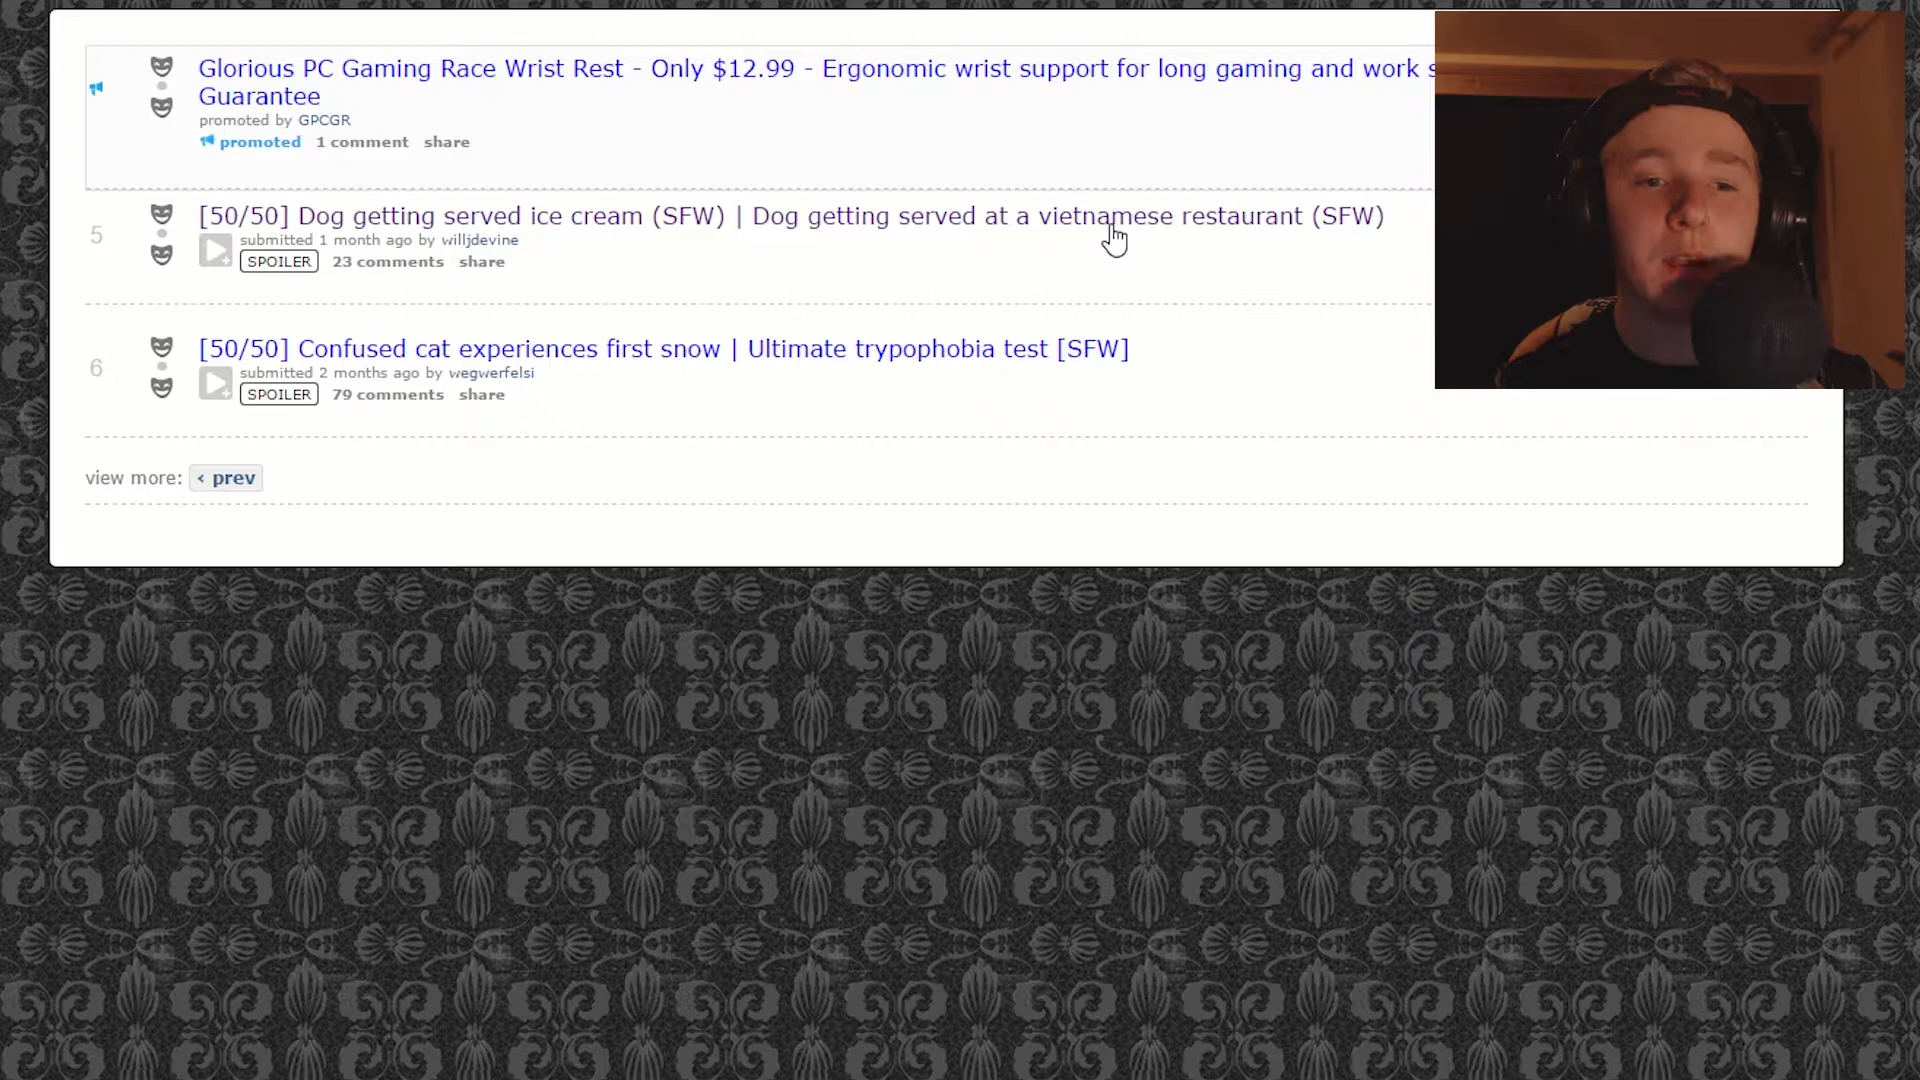 Glorious PC Gaming Race Wrist Rest - Only $12.99 - Ergonomic wrist support for long gaming and work s
Guarantee
promoted by GPCGR
promoted 1 comment share
5
[50/50] Dog getting served ice cream (SFW) | Dog getting served at a vietnamese restaurant (SFW)
submitted 1 month ago by willjdevine
SPOILER 23 comments share
6
[50/50] Confused cat experiences first snow | Ultimate trypophobia test [SFW]
submitted 2 months ago by wegwerfelsi
SPOILER 79 comments share
view more: ‹ prev